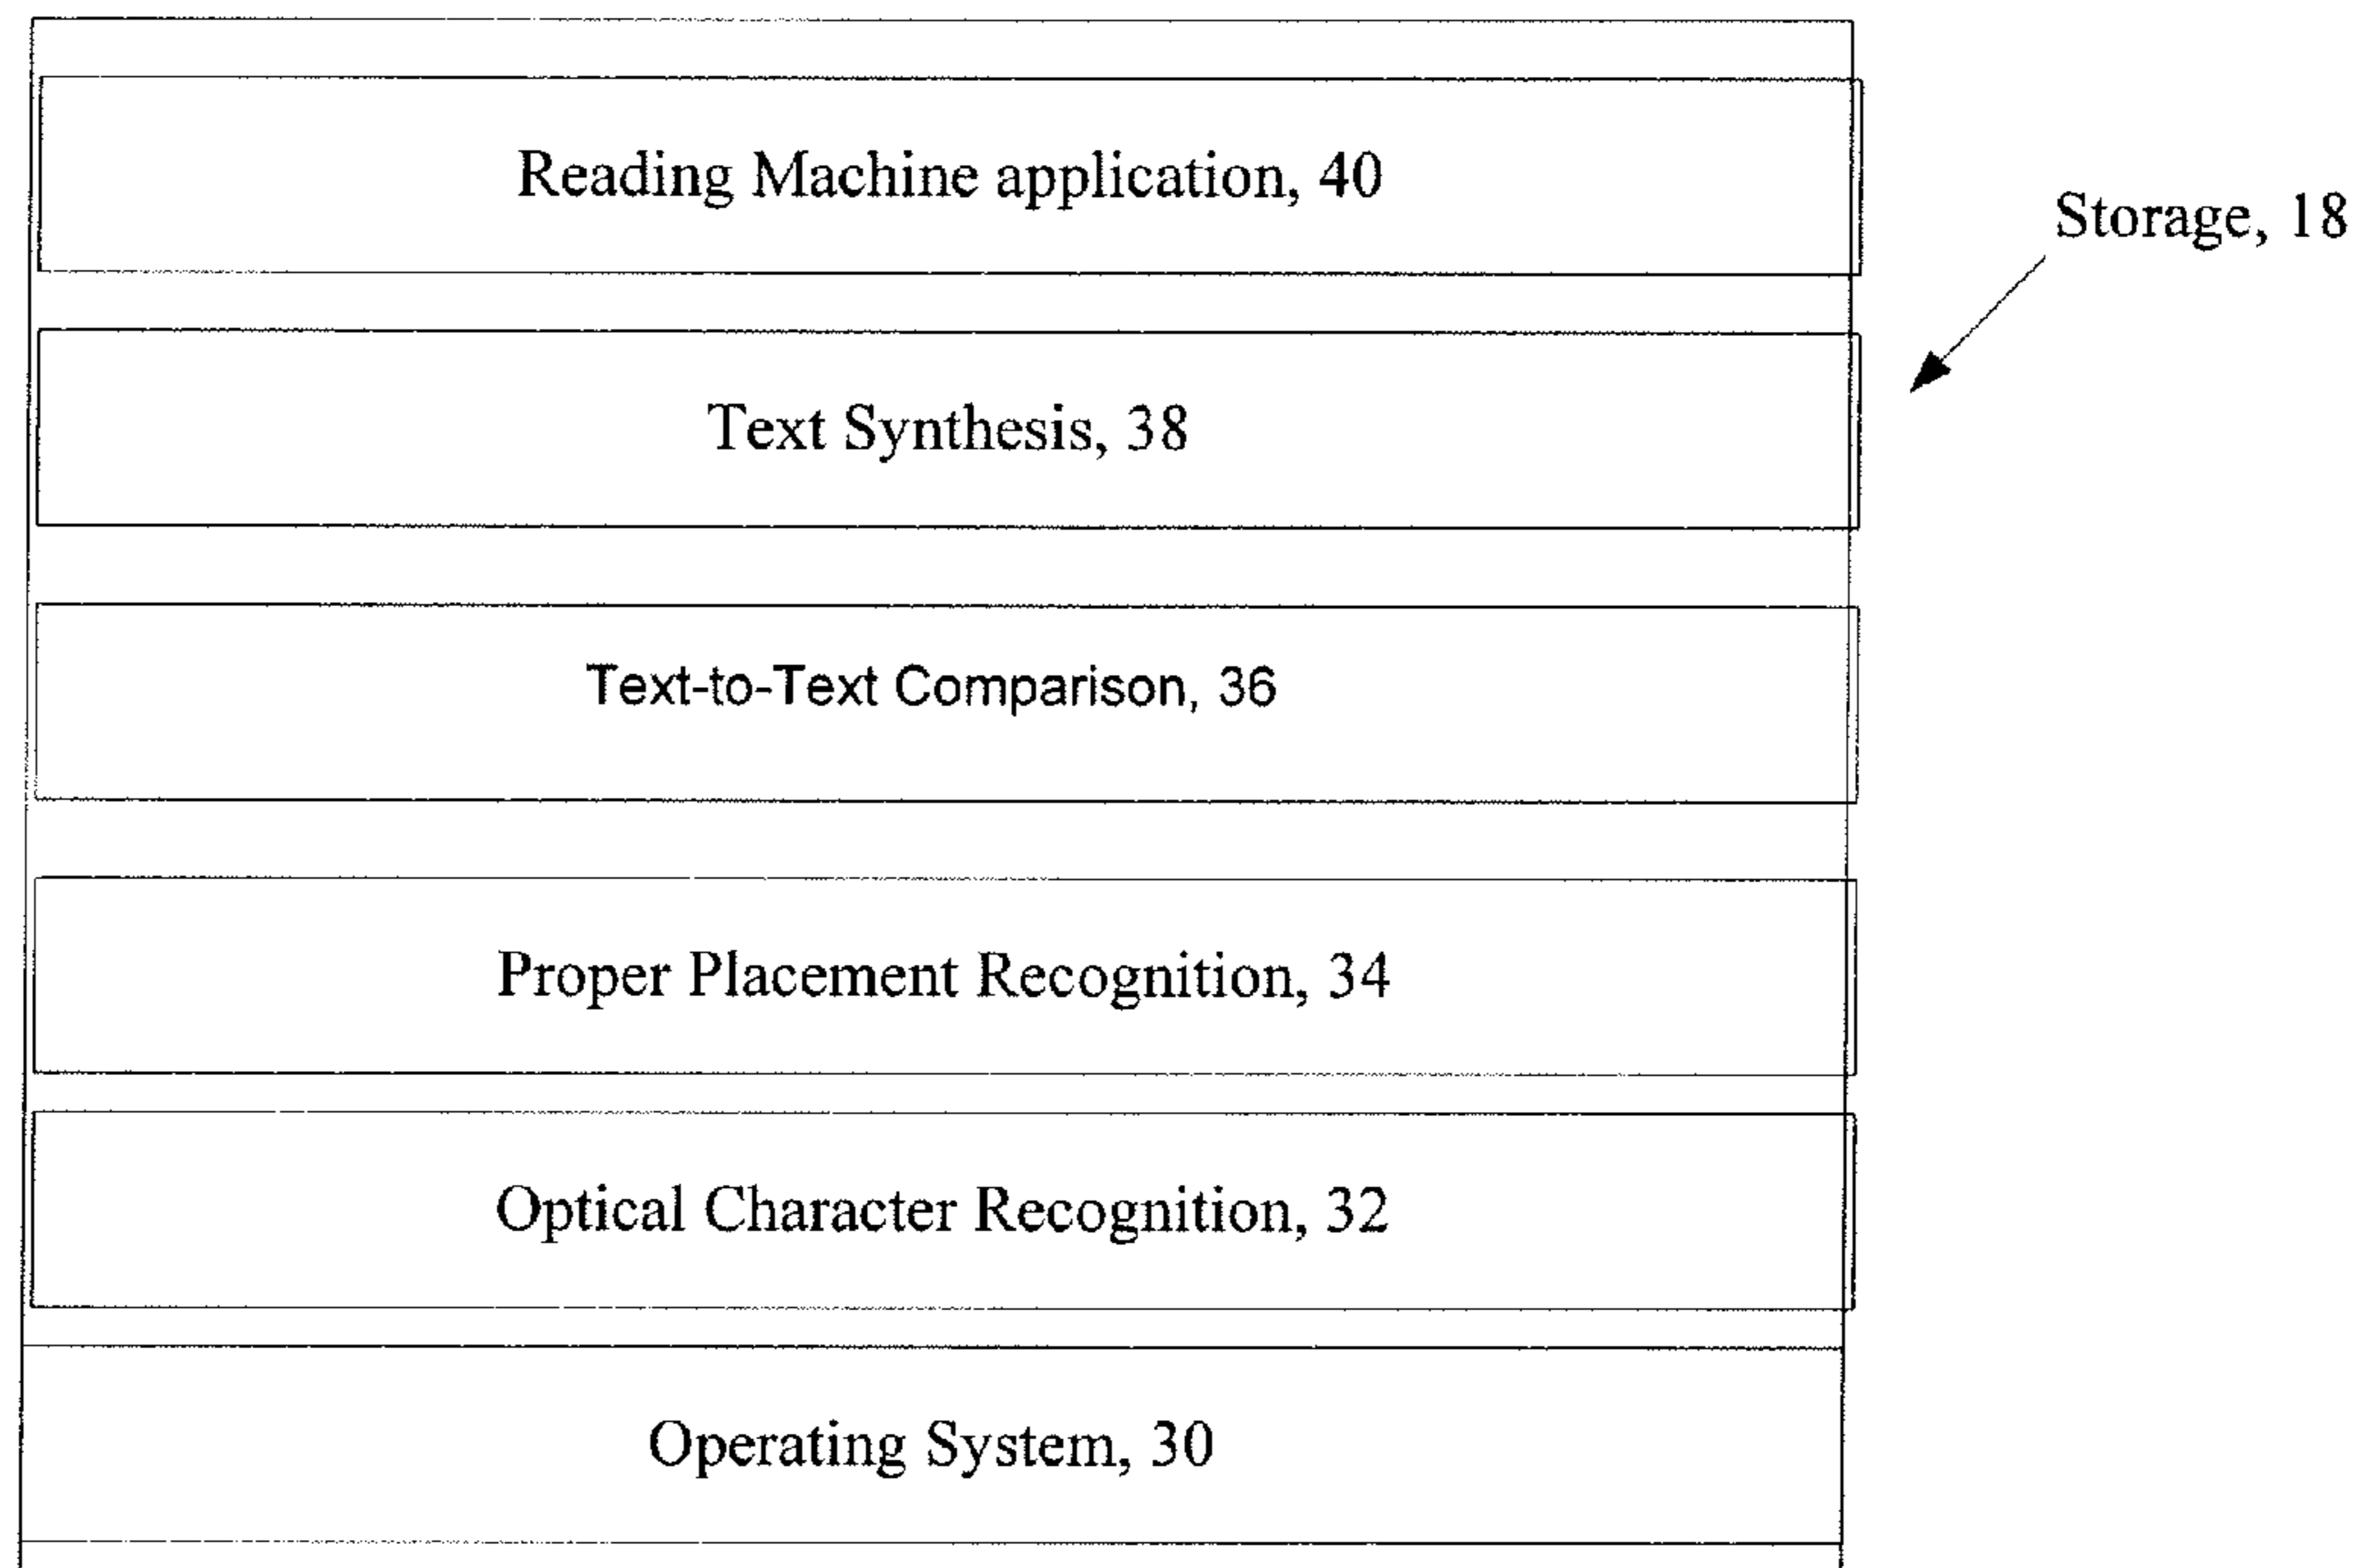 Reading Machine application, 40
Storage, 18
Text Synthesis, 38
Text-to-Text Comparison, 36
Proper Placement Recognition, 34
Optical Character Recognition, 32
Operating System, 30